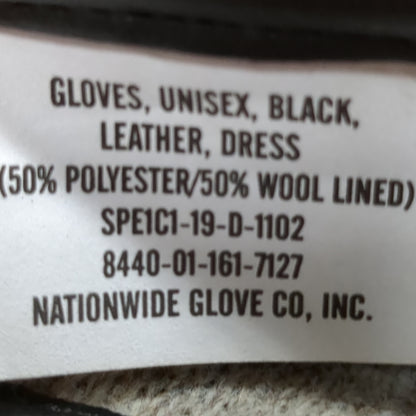 GLOVES, UNISEX, BLACK,
LEATHER, DRESS
(50% POLYESTER/50% WOOL LINED)
SPE1C1-19-D-1102
8440-01-161-7127
NATIONWIDE GLOVE CO, INC.